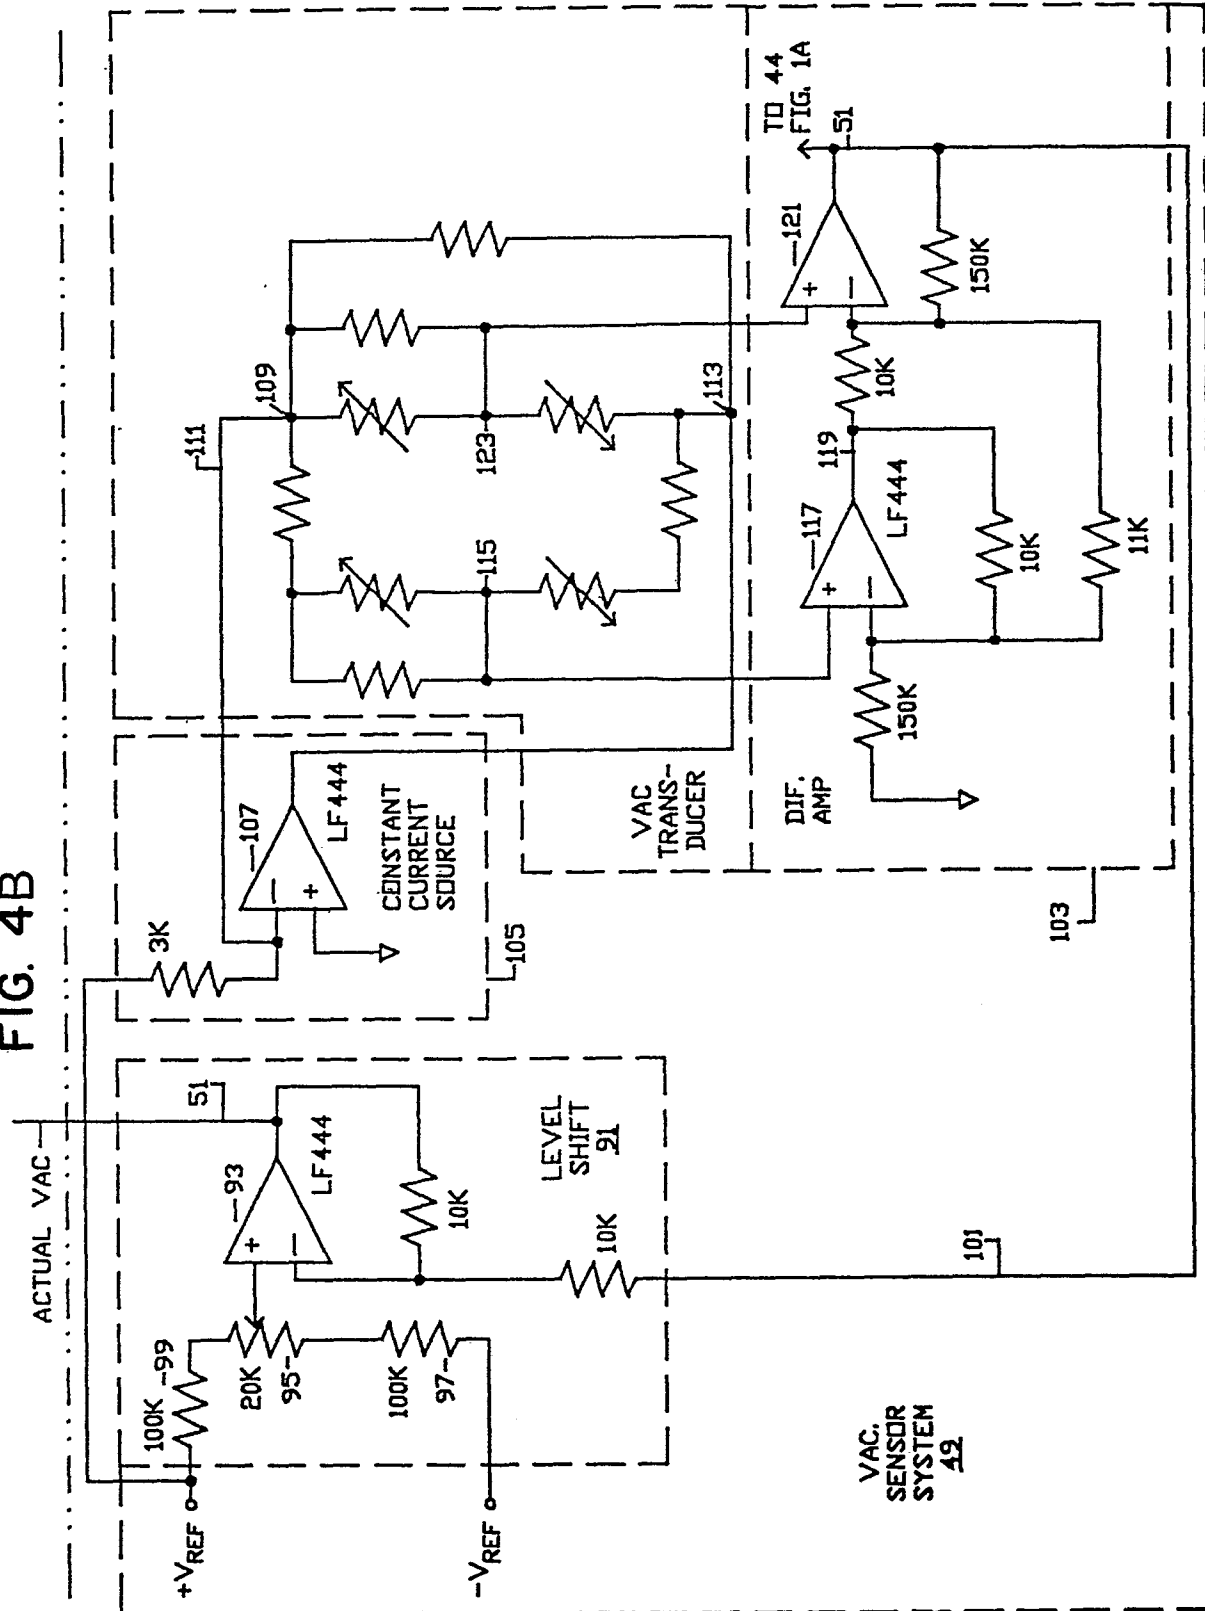 FIG. 4B
ACTUAL VAC
51
+VREF
-VREF
100K
99
20K
95
100K
97
93
LF444
10K
10K
LEVEL
SHIFT
91
101
3K
107
LF444
CONSTANT
CURRENT
SOURCE
105
111
109
123
115
113
VAC
TRANS-
DUCER
TO 44
FIG. 1A
51
121
150K
10K
119
117
LF444
10K
11K
150K
DIF.
AMP
103
VAC.
SENSOR
SYSTEM
49
+
−
−
+
+
−
+
−